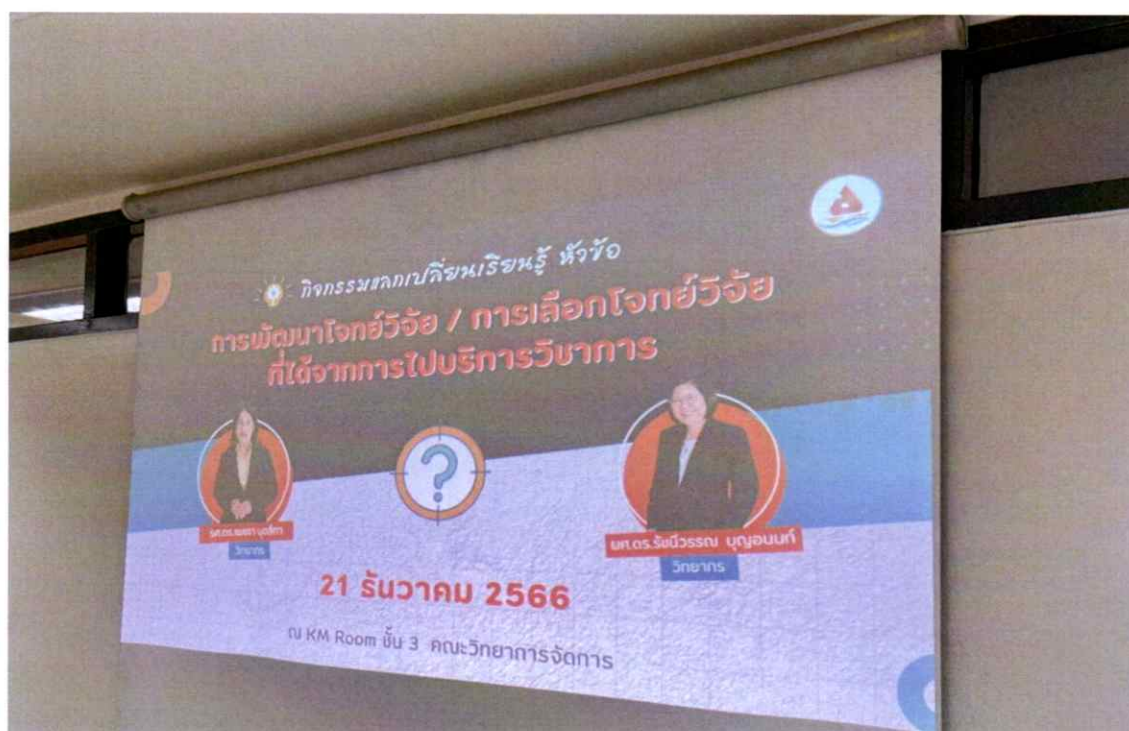 กิจกรรมแลกเปลี่ยนเรียนรู้ หัวข้อ
การพัฒนาโจทย์วิจัย / การเลือกโจทย์วิจัย
ที่ได้จากการไปบริการวิชาการ
?
วิทยากร
ผศ.ดร.รัชนีวรรณ บุญอนนท์
วิทยากร
21 ธันวาคม 2566
ณ KM Room ชั้น 3 คณะวิทยาการจัดการ